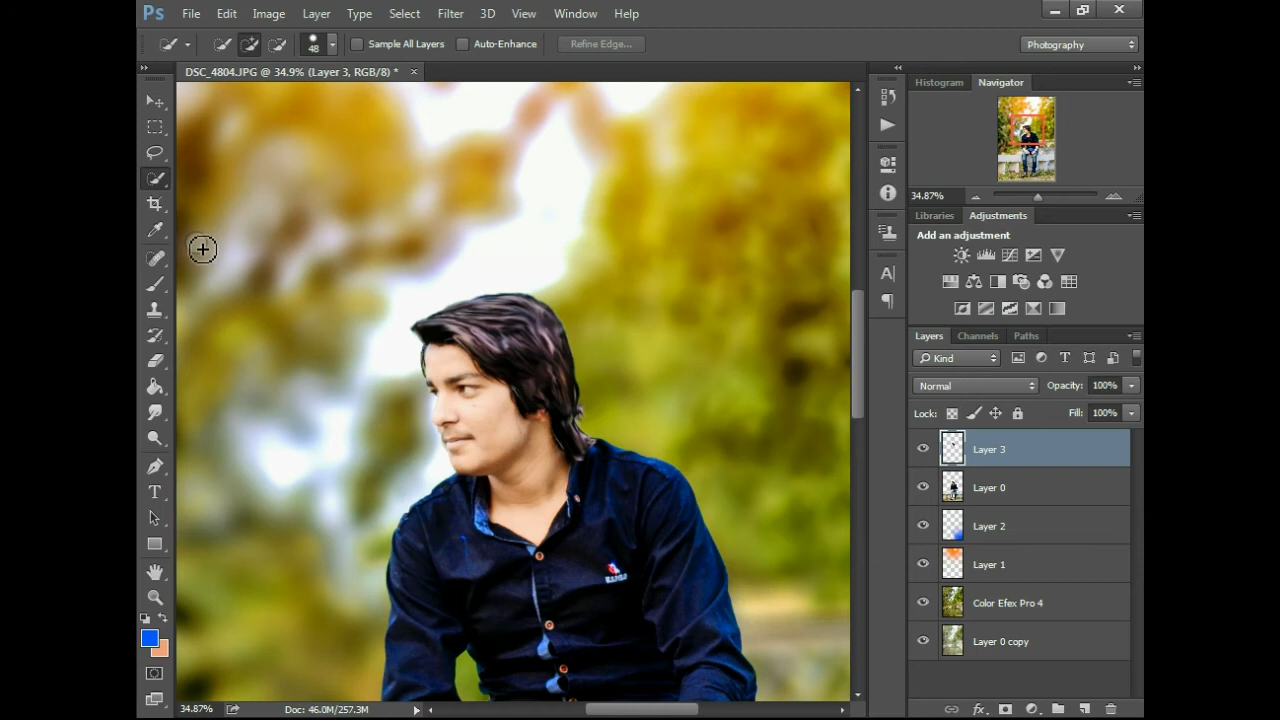 Ps File Edit Image Layer Type Select Filter 3D View Window Help
48 Sample All Layers Auto-Enhance Refine Edge... Photography
DSC_4804.JPG @ 34.9% (Layer 3, RGB/8) * ×
Histogram Navigator
34.87%
Libraries Adjustments
Add an adjustment
Layers Channels Paths
Kind
Normal Opacity: 100%
Lock: Fill: 100%
Layer 3
Layer 0
Layer 2
Layer 1
Color Efex Pro 4
Layer 0 copy
34.87% Doc: 46.0M/257.3M